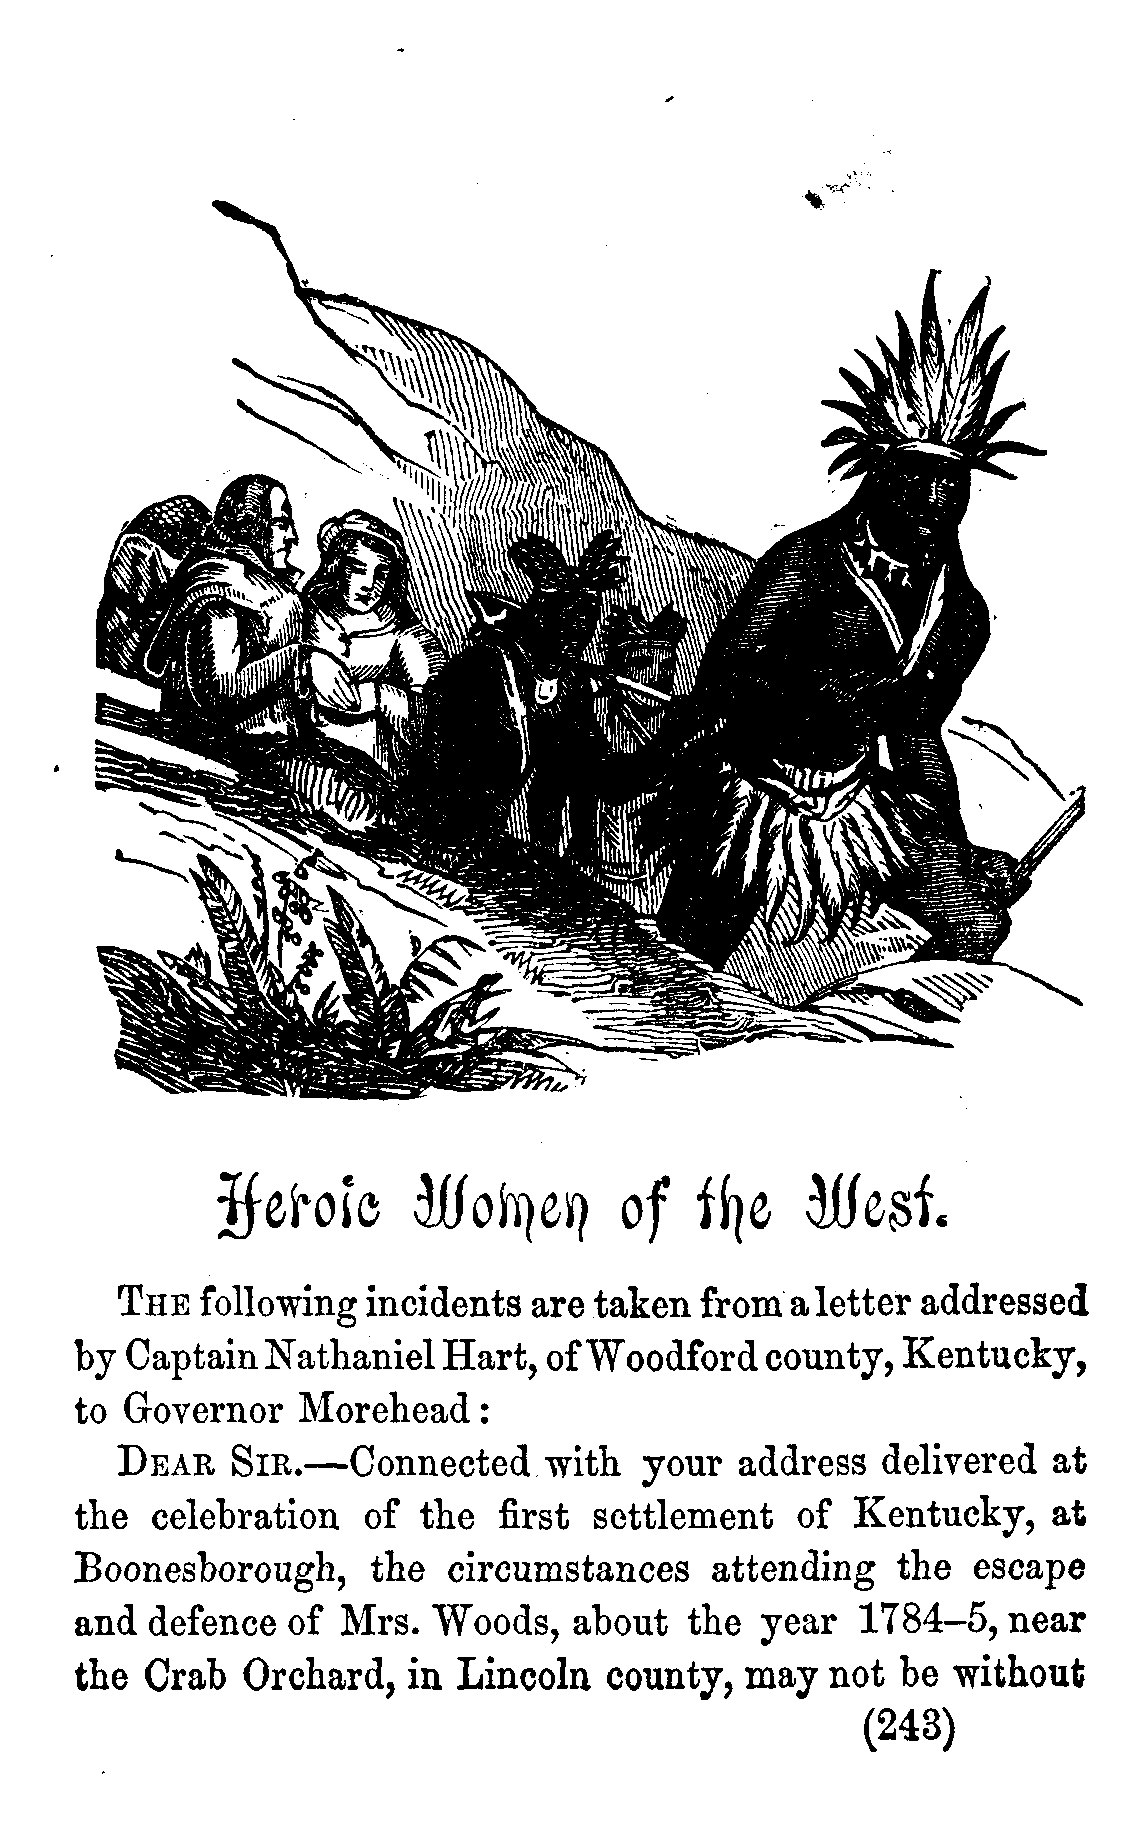 Heroic Women of the West.
THE following incidents are taken from a letter addressed
by Captain Nathaniel Hart, of Woodford county, Kentucky,
to Governor Morehead:
DEAR SIR.—Connected with your address delivered at
the celebration of the first settlement of Kentucky, at
Boonesborough, the circumstances attending the escape
and defence of Mrs. Woods, about the year 1784–5, near
the Crab Orchard, in Lincoln county, may not be without
(243)